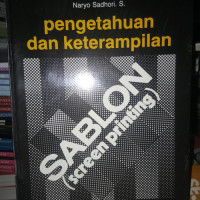 Naryo Sadhori. S.
pengetahuan
dan keterampilan
SABLON
(screen printing)